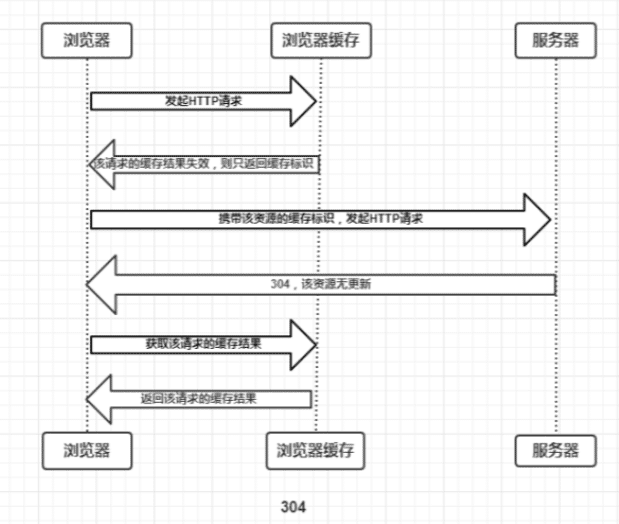 浏览器 浏览器缓存 服务器
发起HTTP请求
该请求的缓存结果失效，则只返回缓存标识
携带该资源的缓存标识，发起HTTP请求
304，该资源无更新
获取该请求的缓存结果
返回该请求的缓存结果
浏览器 浏览器缓存 服务器
304